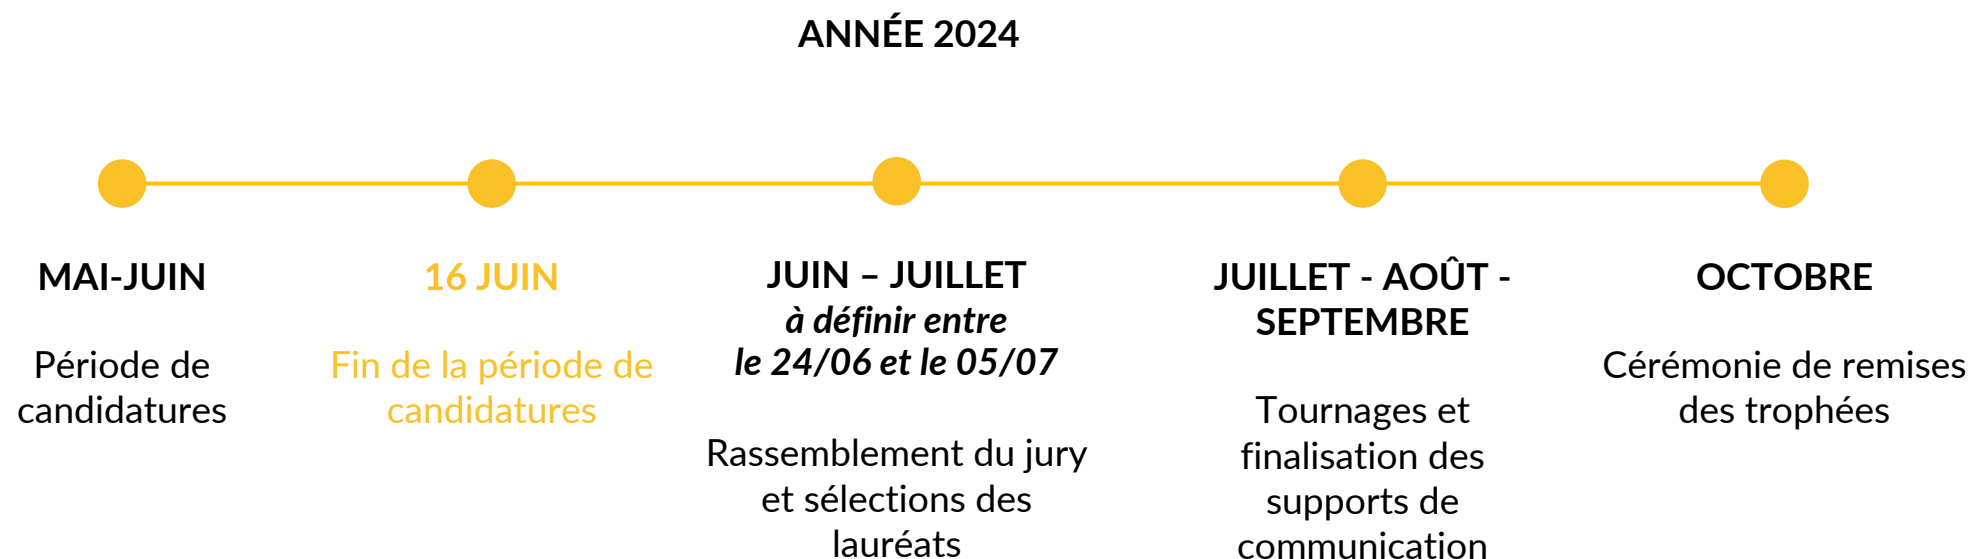 ANNÉE 2024
MAI-JUIN
Période de
candidatures
16 JUIN
Fin de la période de
candidatures
JUIN – JUILLET
à définir entre
le 24/06 et le 05/07
Rassemblement du jury
et sélections des
lauréats
JUILLET - AOÛT -
SEPTEMBRE
Tournages et
finalisation des
supports de
communication
OCTOBRE
Cérémonie de remises
des trophées